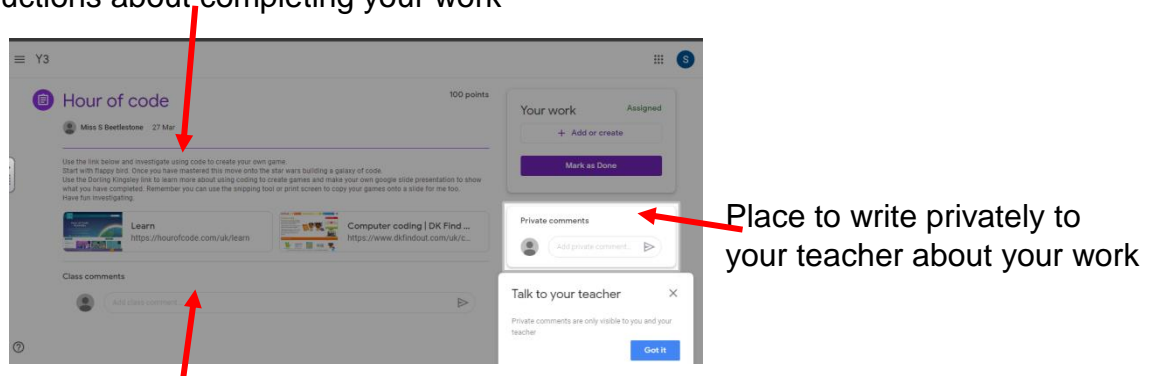 uctions about completing your work
Y3
S
Hour of code
100 points
Miss S Beetlestone 27 Mar
Use the link below and investigate using code to create your own game.
Start with flappy bird. Once you have mastered this move onto the star wars building a galaxy of code.
Use the Dorling Kingsley link to learn more about using coding to create games and make your own google slide presentation to show
what you have completed. Remember you can use the snipping tool or print screen to copy your games onto a slide for me too.
Have fun investigating.
Learn
https://hourofcode.com/uk/learn
Computer coding | DK Find ...
https://www.dkfindout.com/uk/c...
Class comments
Add class comment...
Your work
Assigned
+ Add or create
Mark as Done
Private comments
Add private comment...
Talk to your teacher
Private comments are only visible to you and your
teacher
Got it
Place to write privately to
your teacher about your work